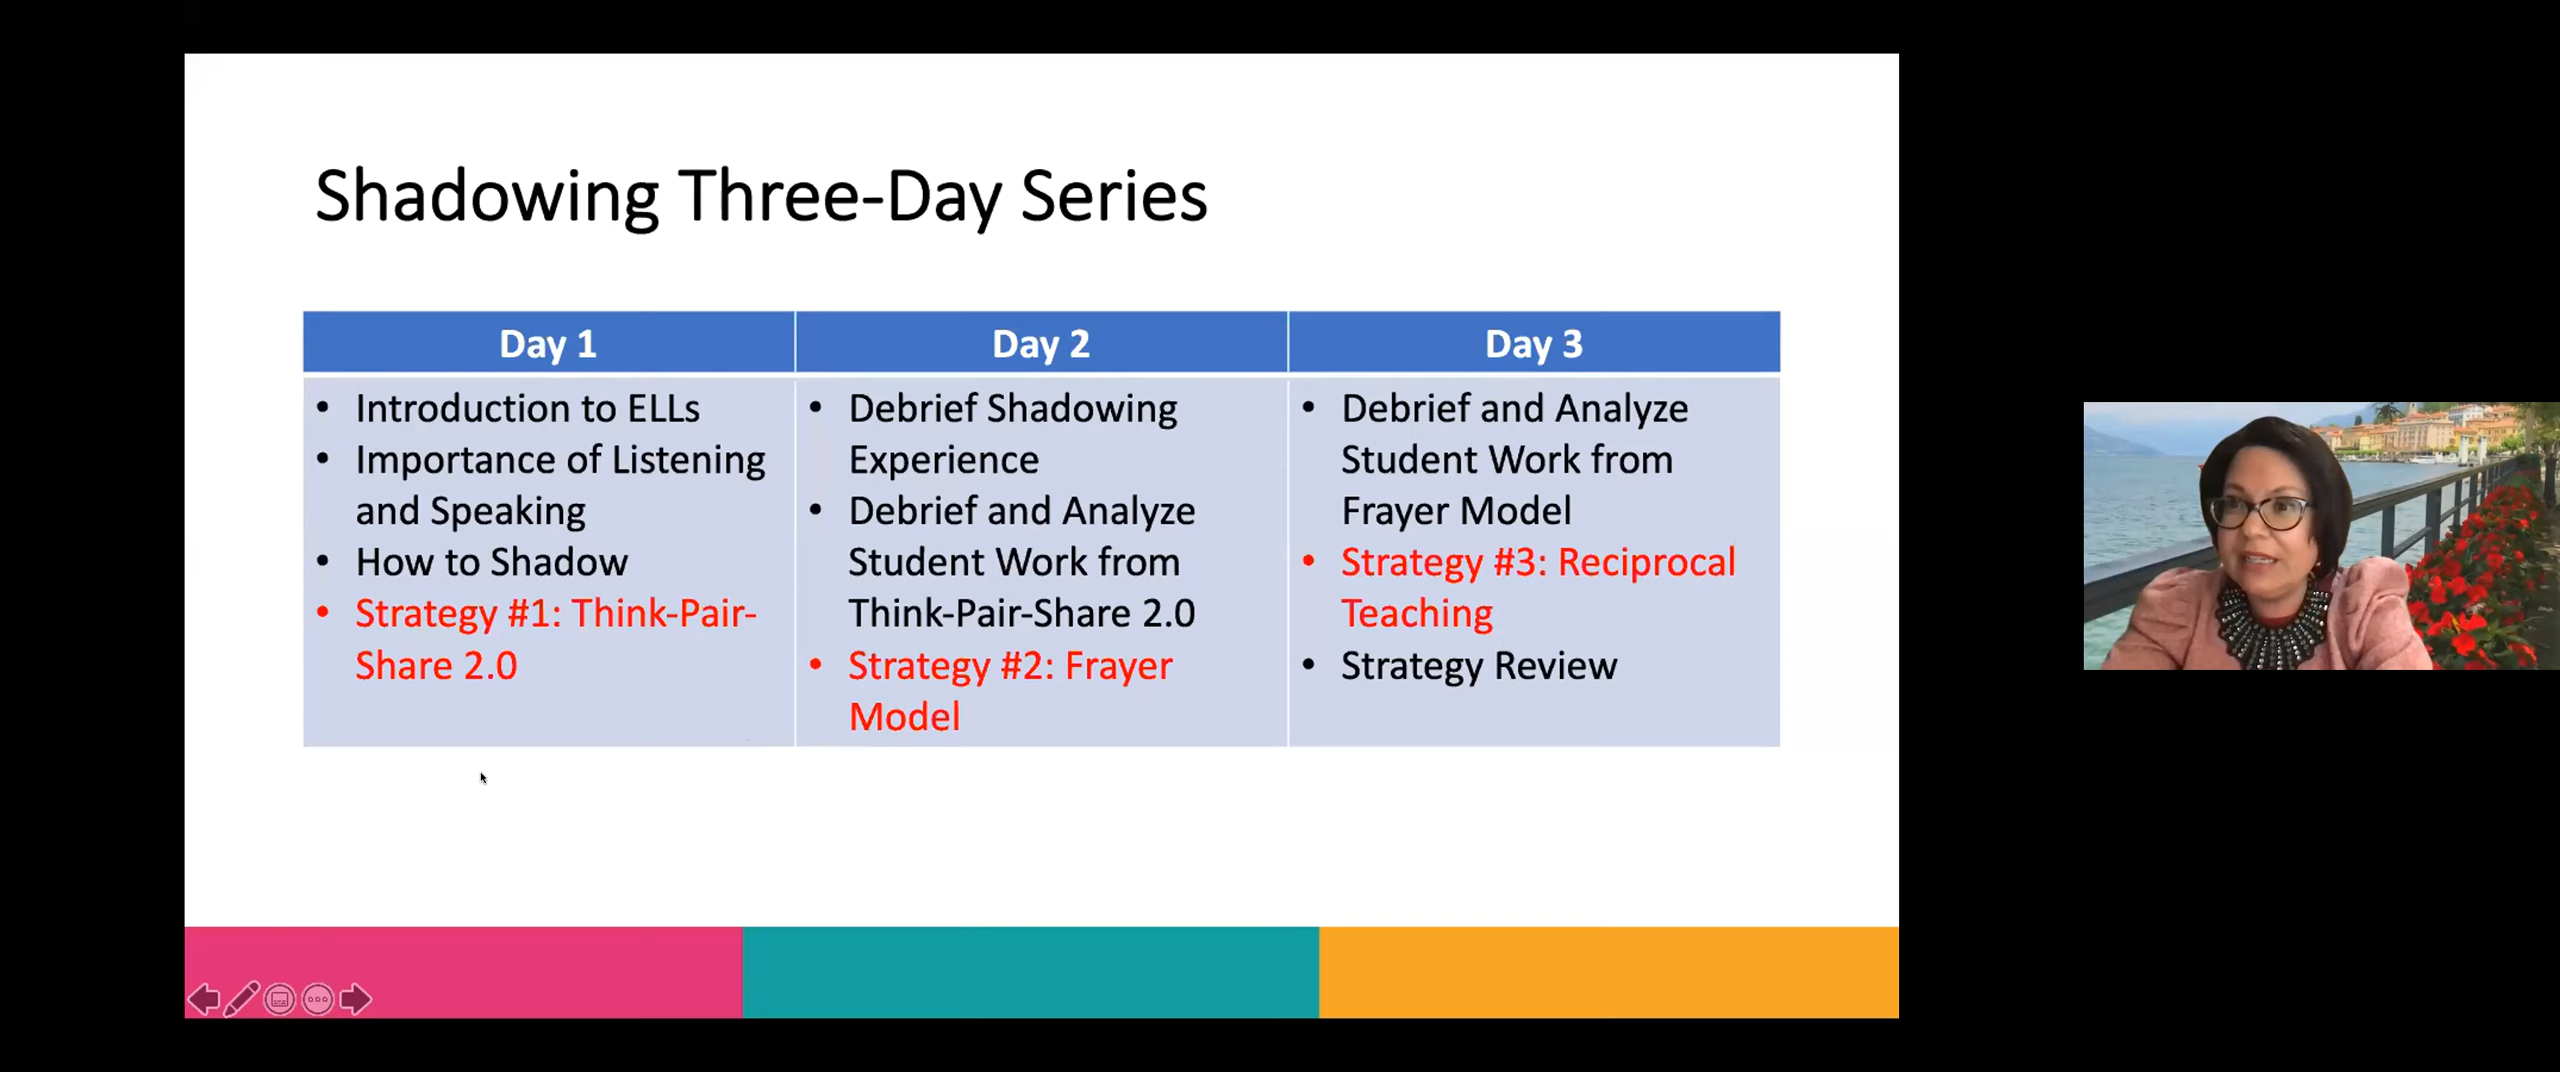 Shadowing Three-Day Series
Day 1
Introduction to ELLs
Importance of Listening
and Speaking
How to Shadow
Strategy #1: Think-Pair-
Share 2.0
Day 2
Debrief Shadowing
Experience
Debrief and Analyze
Student Work from
Think-Pair-Share 2.0
Strategy #2: Frayer
Model
Day 3
Debrief and Analyze
Student Work from
Frayer Model
Strategy #3: Reciprocal
Teaching
Strategy Review